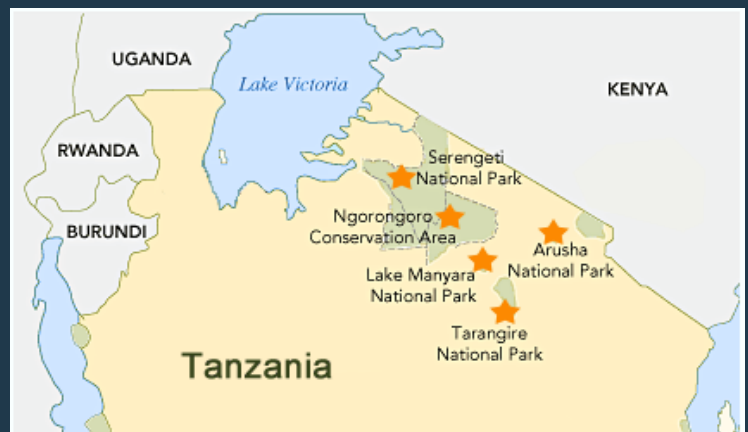 UGANDA
Lake Victoria
KENYA
RWANDA
Serengeti
National Park
Ngorongoro
Conservation Area
BURUNDI
Arusha
National Park
Lake Manyara
National Park
Tarangire
National Park
Tanzania